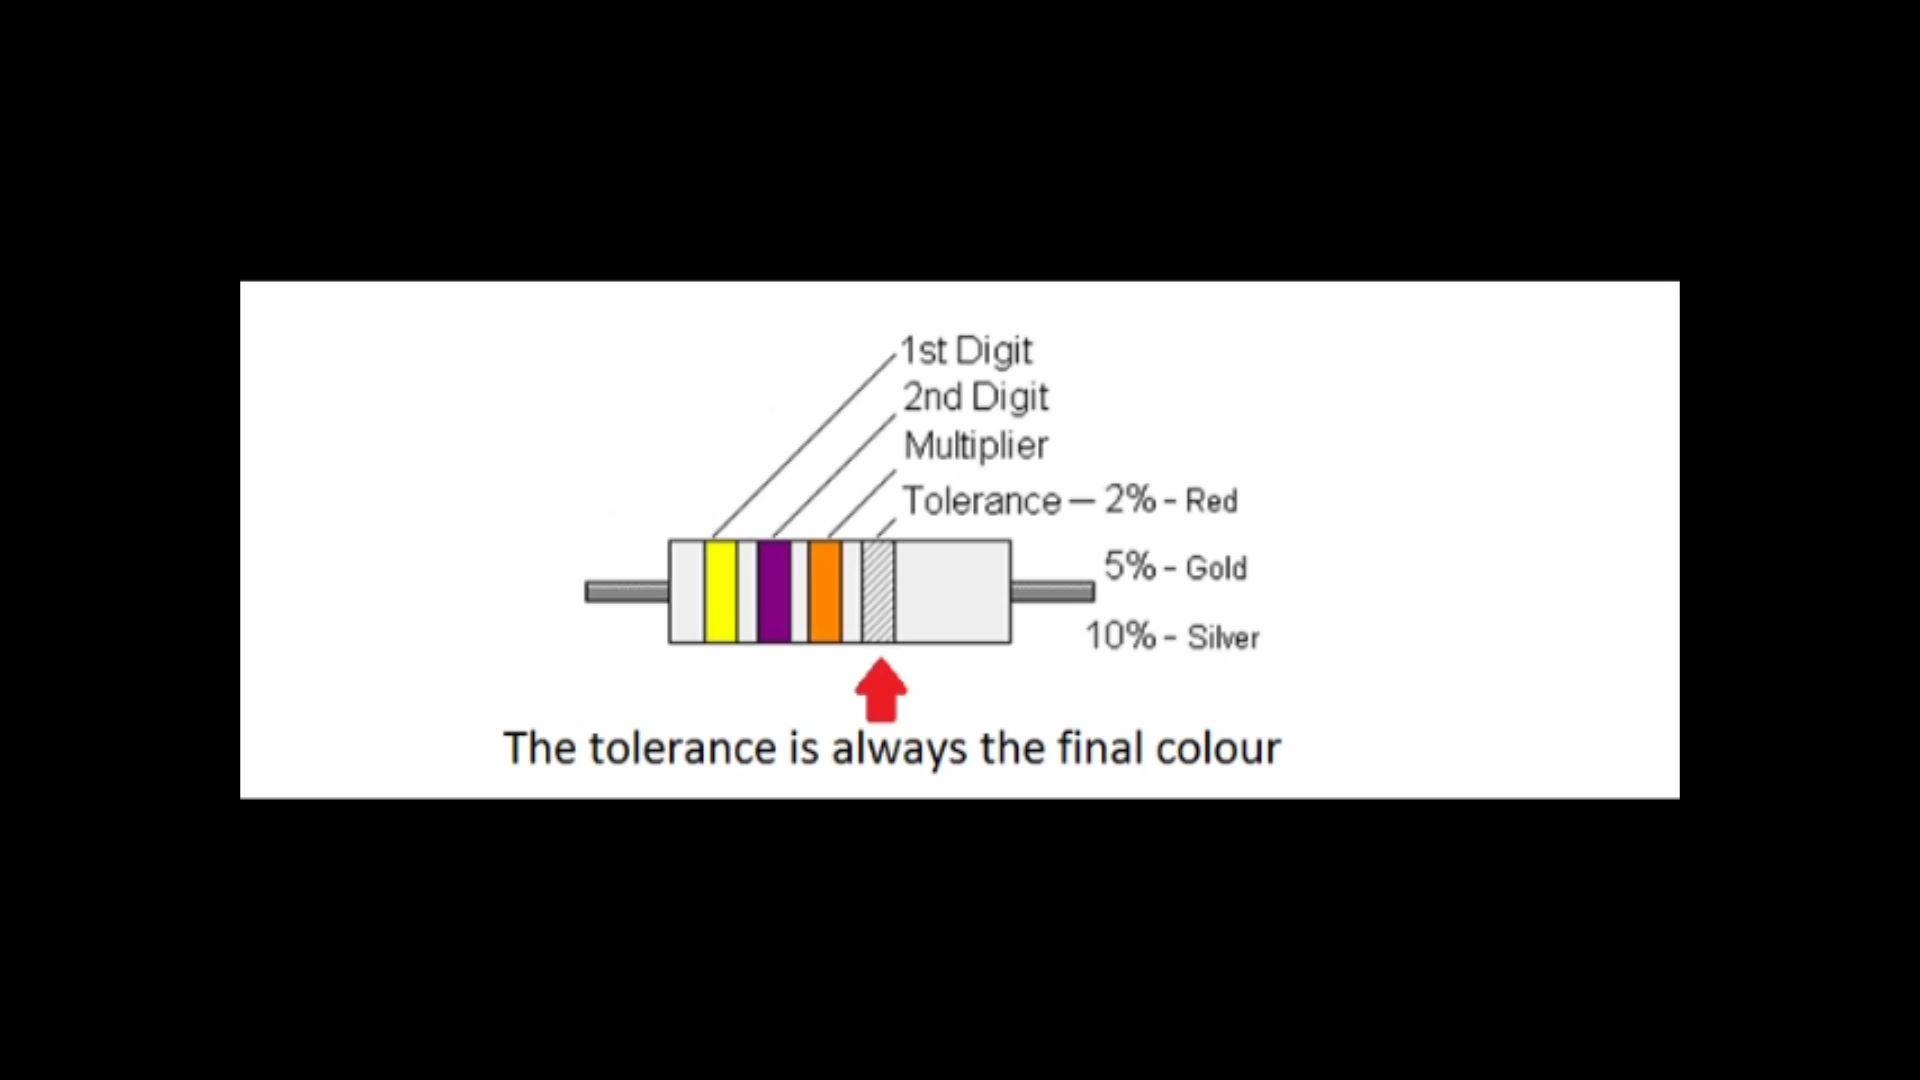 1st Digit
2nd Digit
Multiplier
Tolerance — 2% - Red
5% - Gold
10% - Silver
The tolerance is always the final colour